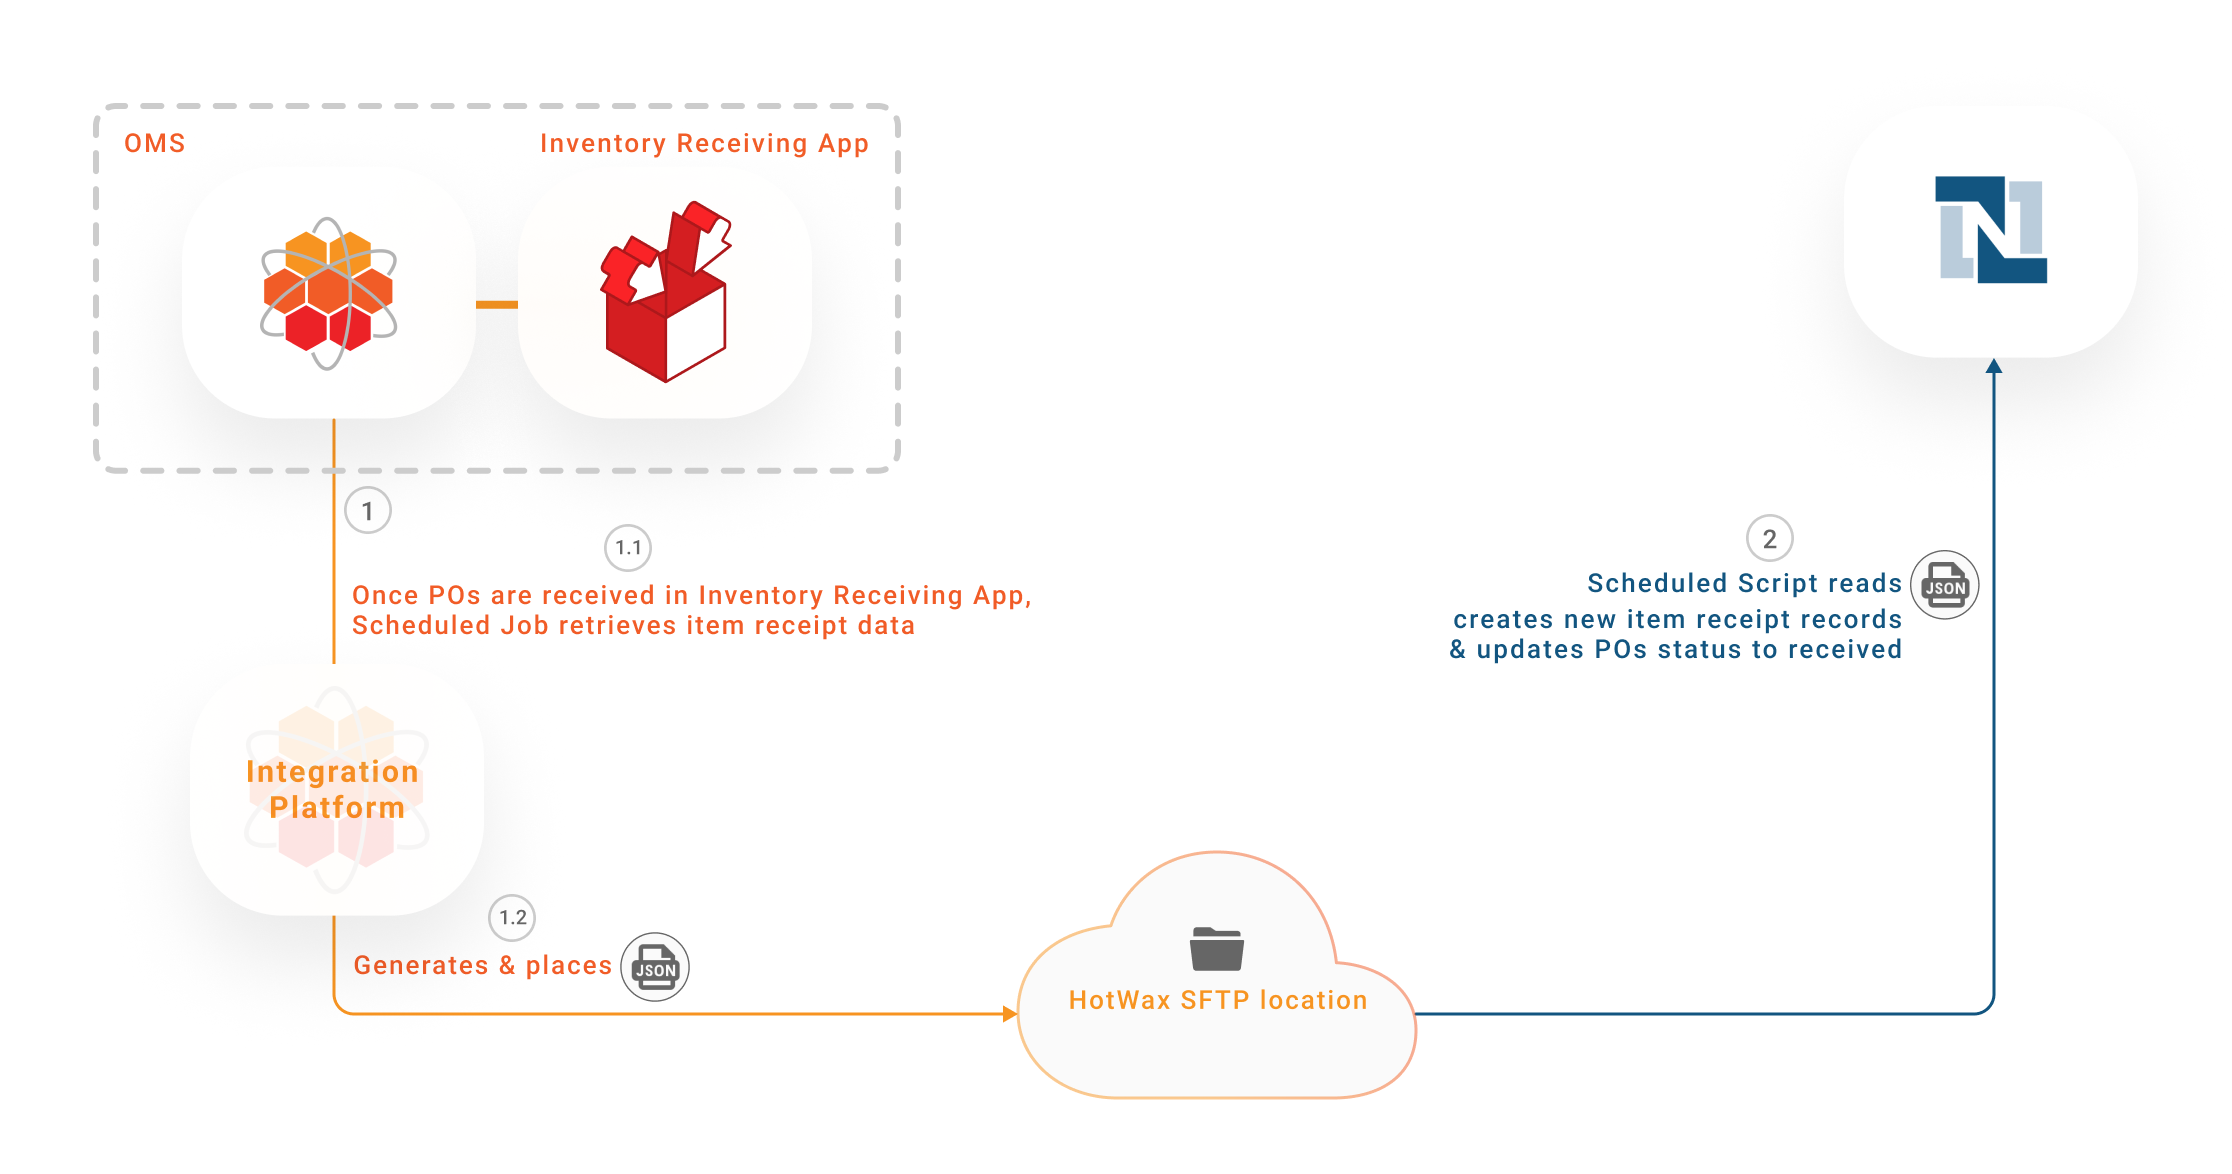 OMS
Inventory Receiving App
1
1.1
Once POs are received in Inventory Receiving App,
Scheduled Job retrieves item receipt data
2
Scheduled Script reads
JSON
creates new item receipt records
& updates POs status to received
Integration
Platform
1.2
Generates & places
JSON
HotWax SFTP location
N